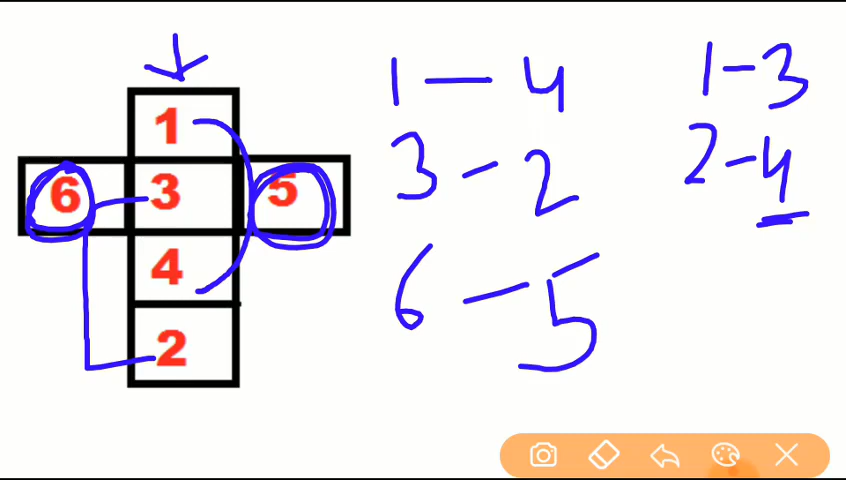 1
6 3 5
4
2
1 — 4
3 - 2
6 — 5
1 - 3
2 - 4